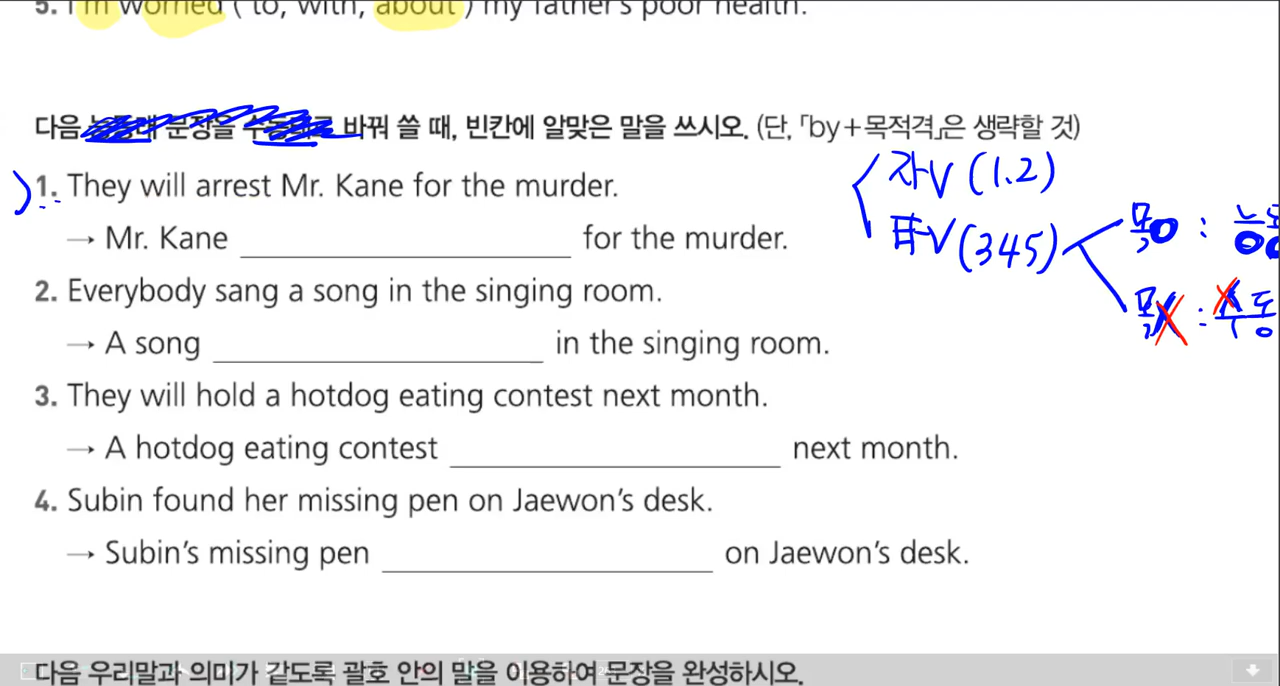 5. I'm worried ( to, with, about ) my father's poor health.
다음 능동태 문장을 수동태로 바꿔 쓸 때, 빈칸에 알맞은 말을 쓰시오. (단, 「by+목적격」은 생략할 것)
1. They will arrest Mr. Kane for the murder.
→ Mr. Kane ____ for the murder.
자V (1.2)
타V (345)
목O :
목X : 수동
2. Everybody sang a song in the singing room.
→ A song ____ in the singing room.
3. They will hold a hotdog eating contest next month.
→ A hotdog eating contest ____ next month.
4. Subin found her missing pen on Jaewon's desk.
→ Subin's missing pen ____ on Jaewon's desk.
다음 우리말과 의미가 같도록 괄호 안의 말을 이용하여 문장을 완성하시오.